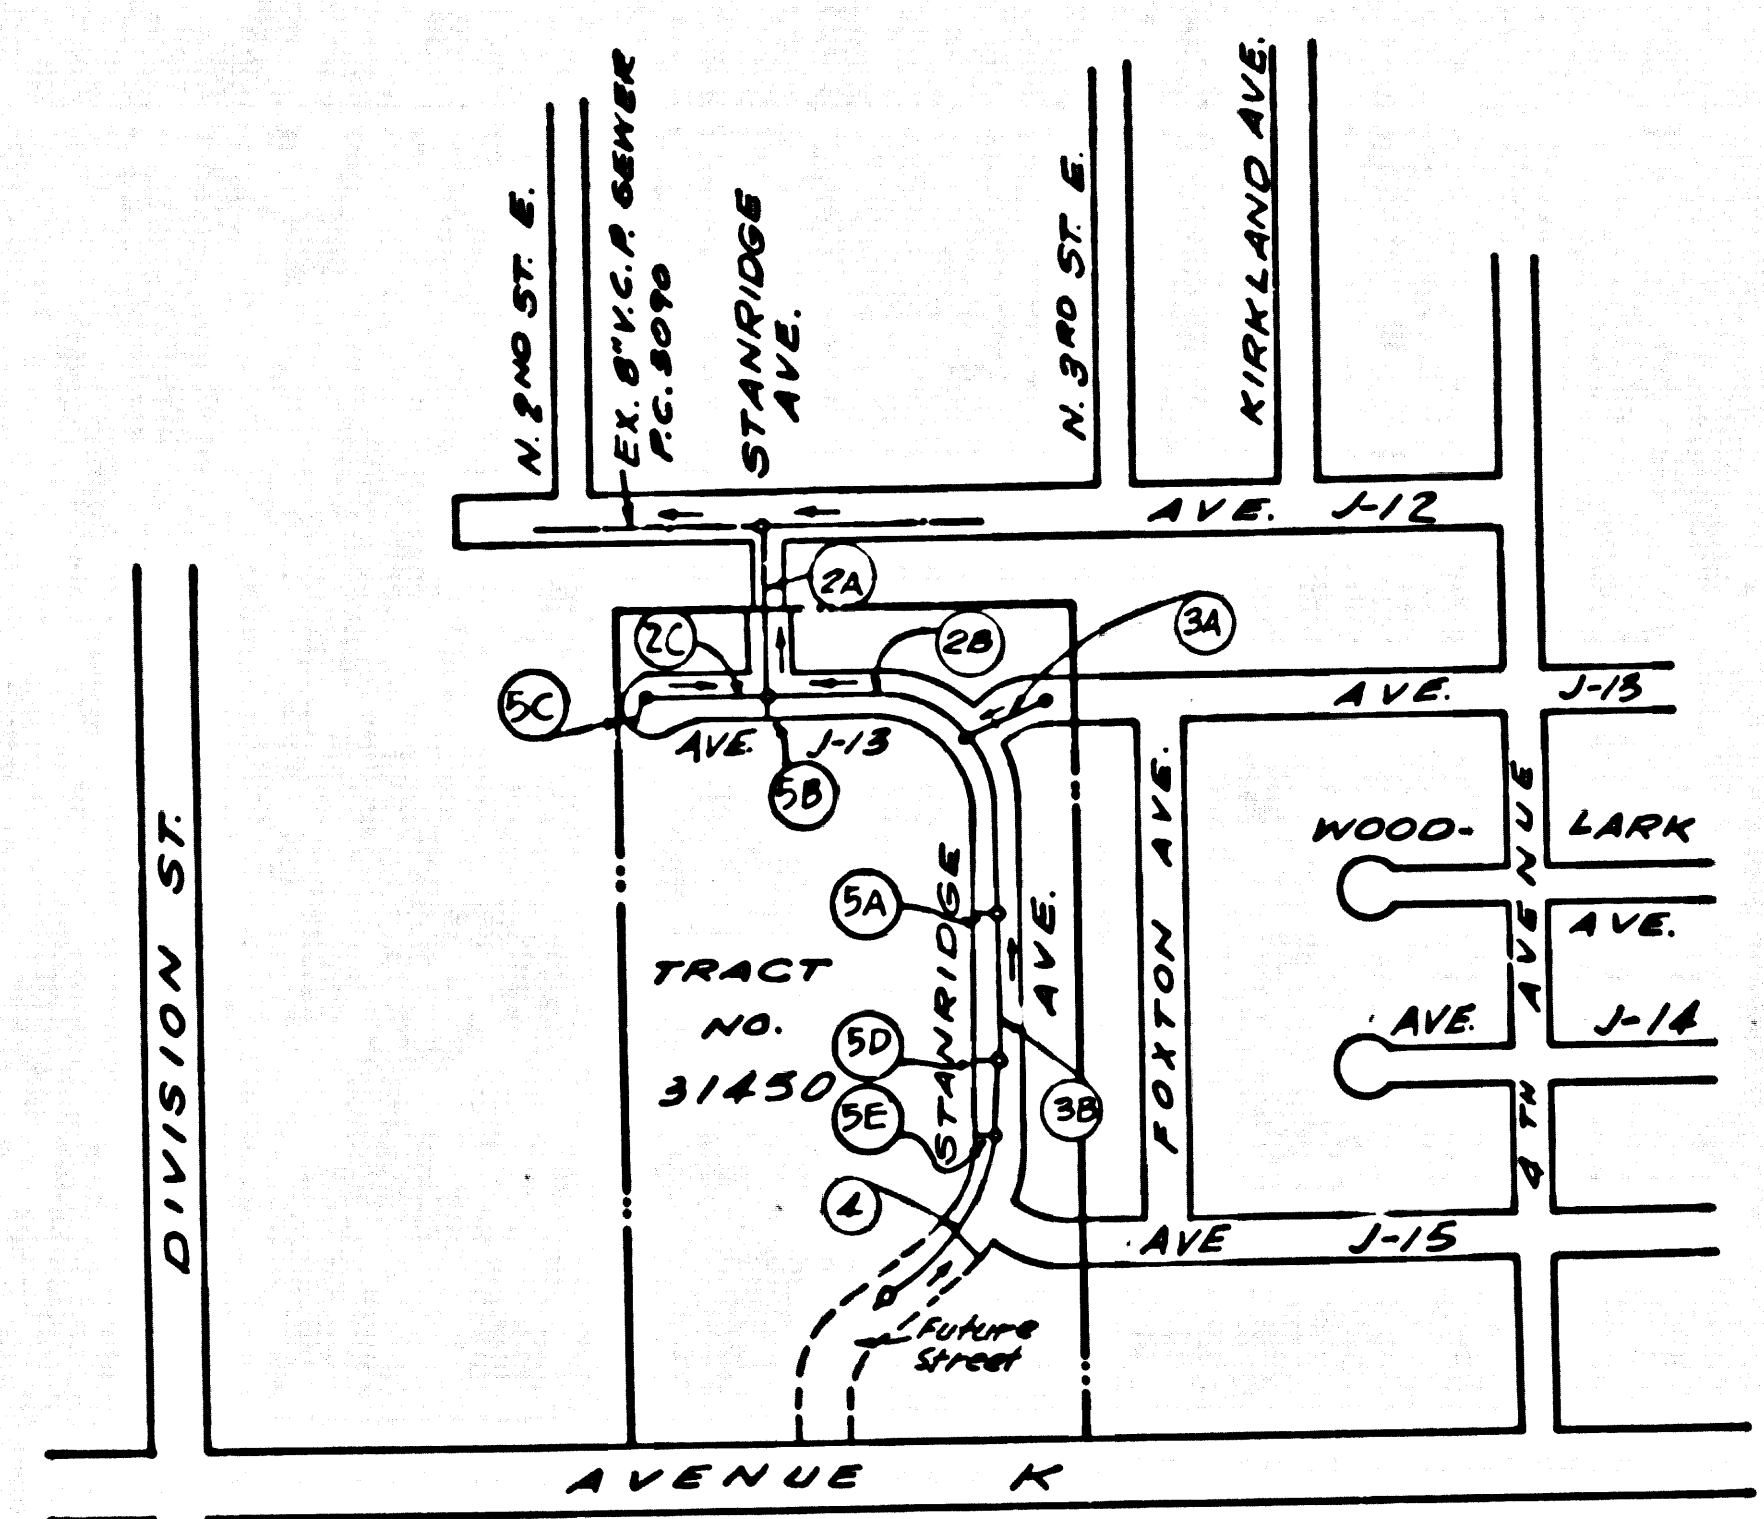 N. 2ND ST. E.
EX. 8" V.C.P. SEWER
P.C. 8090
STANRIDGE
AVE.
N. 3RD ST. E.
KIRKLAND AVE.
AVE. J-12
2A
2C
2B
3A
5C
AVE. J-13
AVE. J-13
5B
DIVISION ST.
WOOD- LARK
AVE.
5A
STANRIDGE
AVE.
FOXTON AVE.
4TH AVENUE
TRACT
NO.
31450
AVE. J-14
5D
5E
3B
4
AVE J-15
Future
Street
AVENUE K